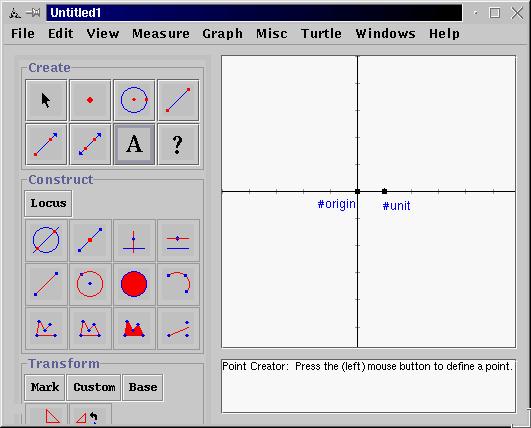 Untitled1
File Edit View Measure Graph Misc Turtle Windows Help
Create
A ?
Construct
Locus
#origin #unit
Transform
Mark Custom Base
Point Creator: Press the (left) mouse button to define a point.